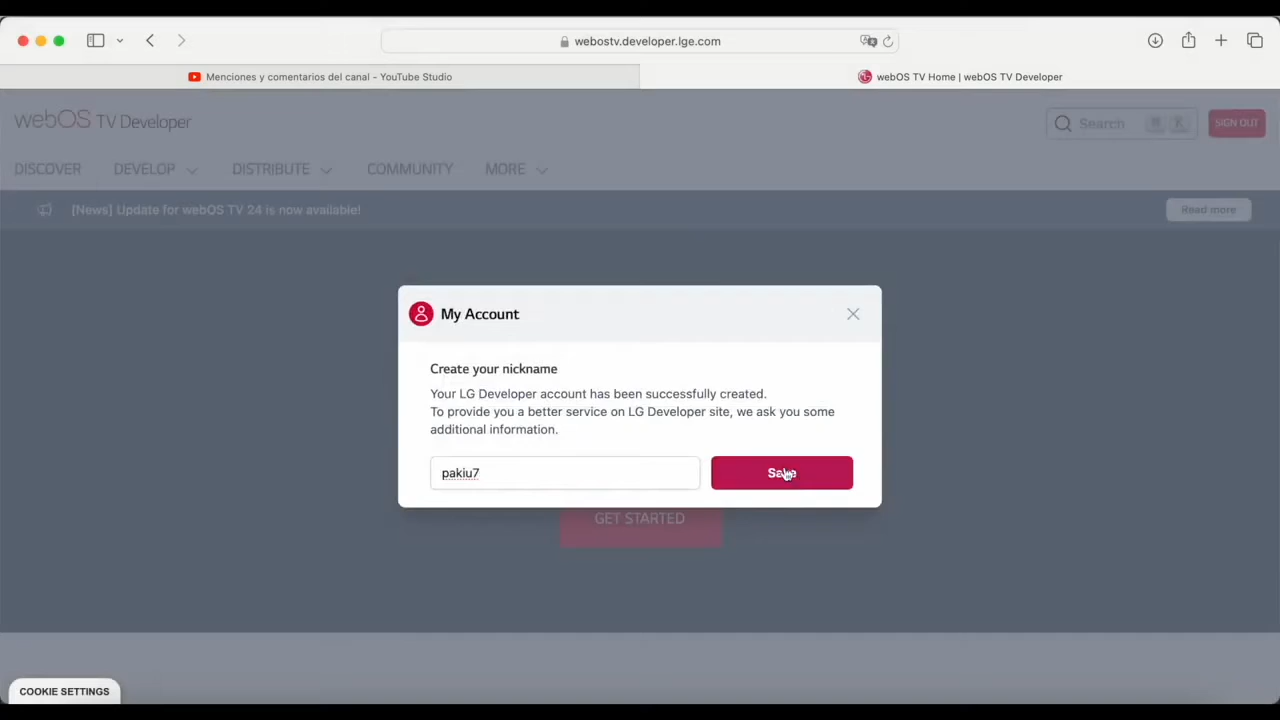 webostv.developer.lge.com
Menciones y comentarios del canal - YouTube Studio
webOS TV Home | webOS TV Developer
webOS TV Developer
Search
K
SIGN OUT
DISCOVER
DEVELOP
DISTRIBUTE
COMMUNITY
MORE
[News] Update for webOS TV 24 is now available!
Read more
My Account
Create your nickname
Your LG Developer account has been successfully created.
To provide you a better service on LG Developer site, we ask you some
additional information.
pakiu7
Save
GET STARTED
COOKIE SETTINGS